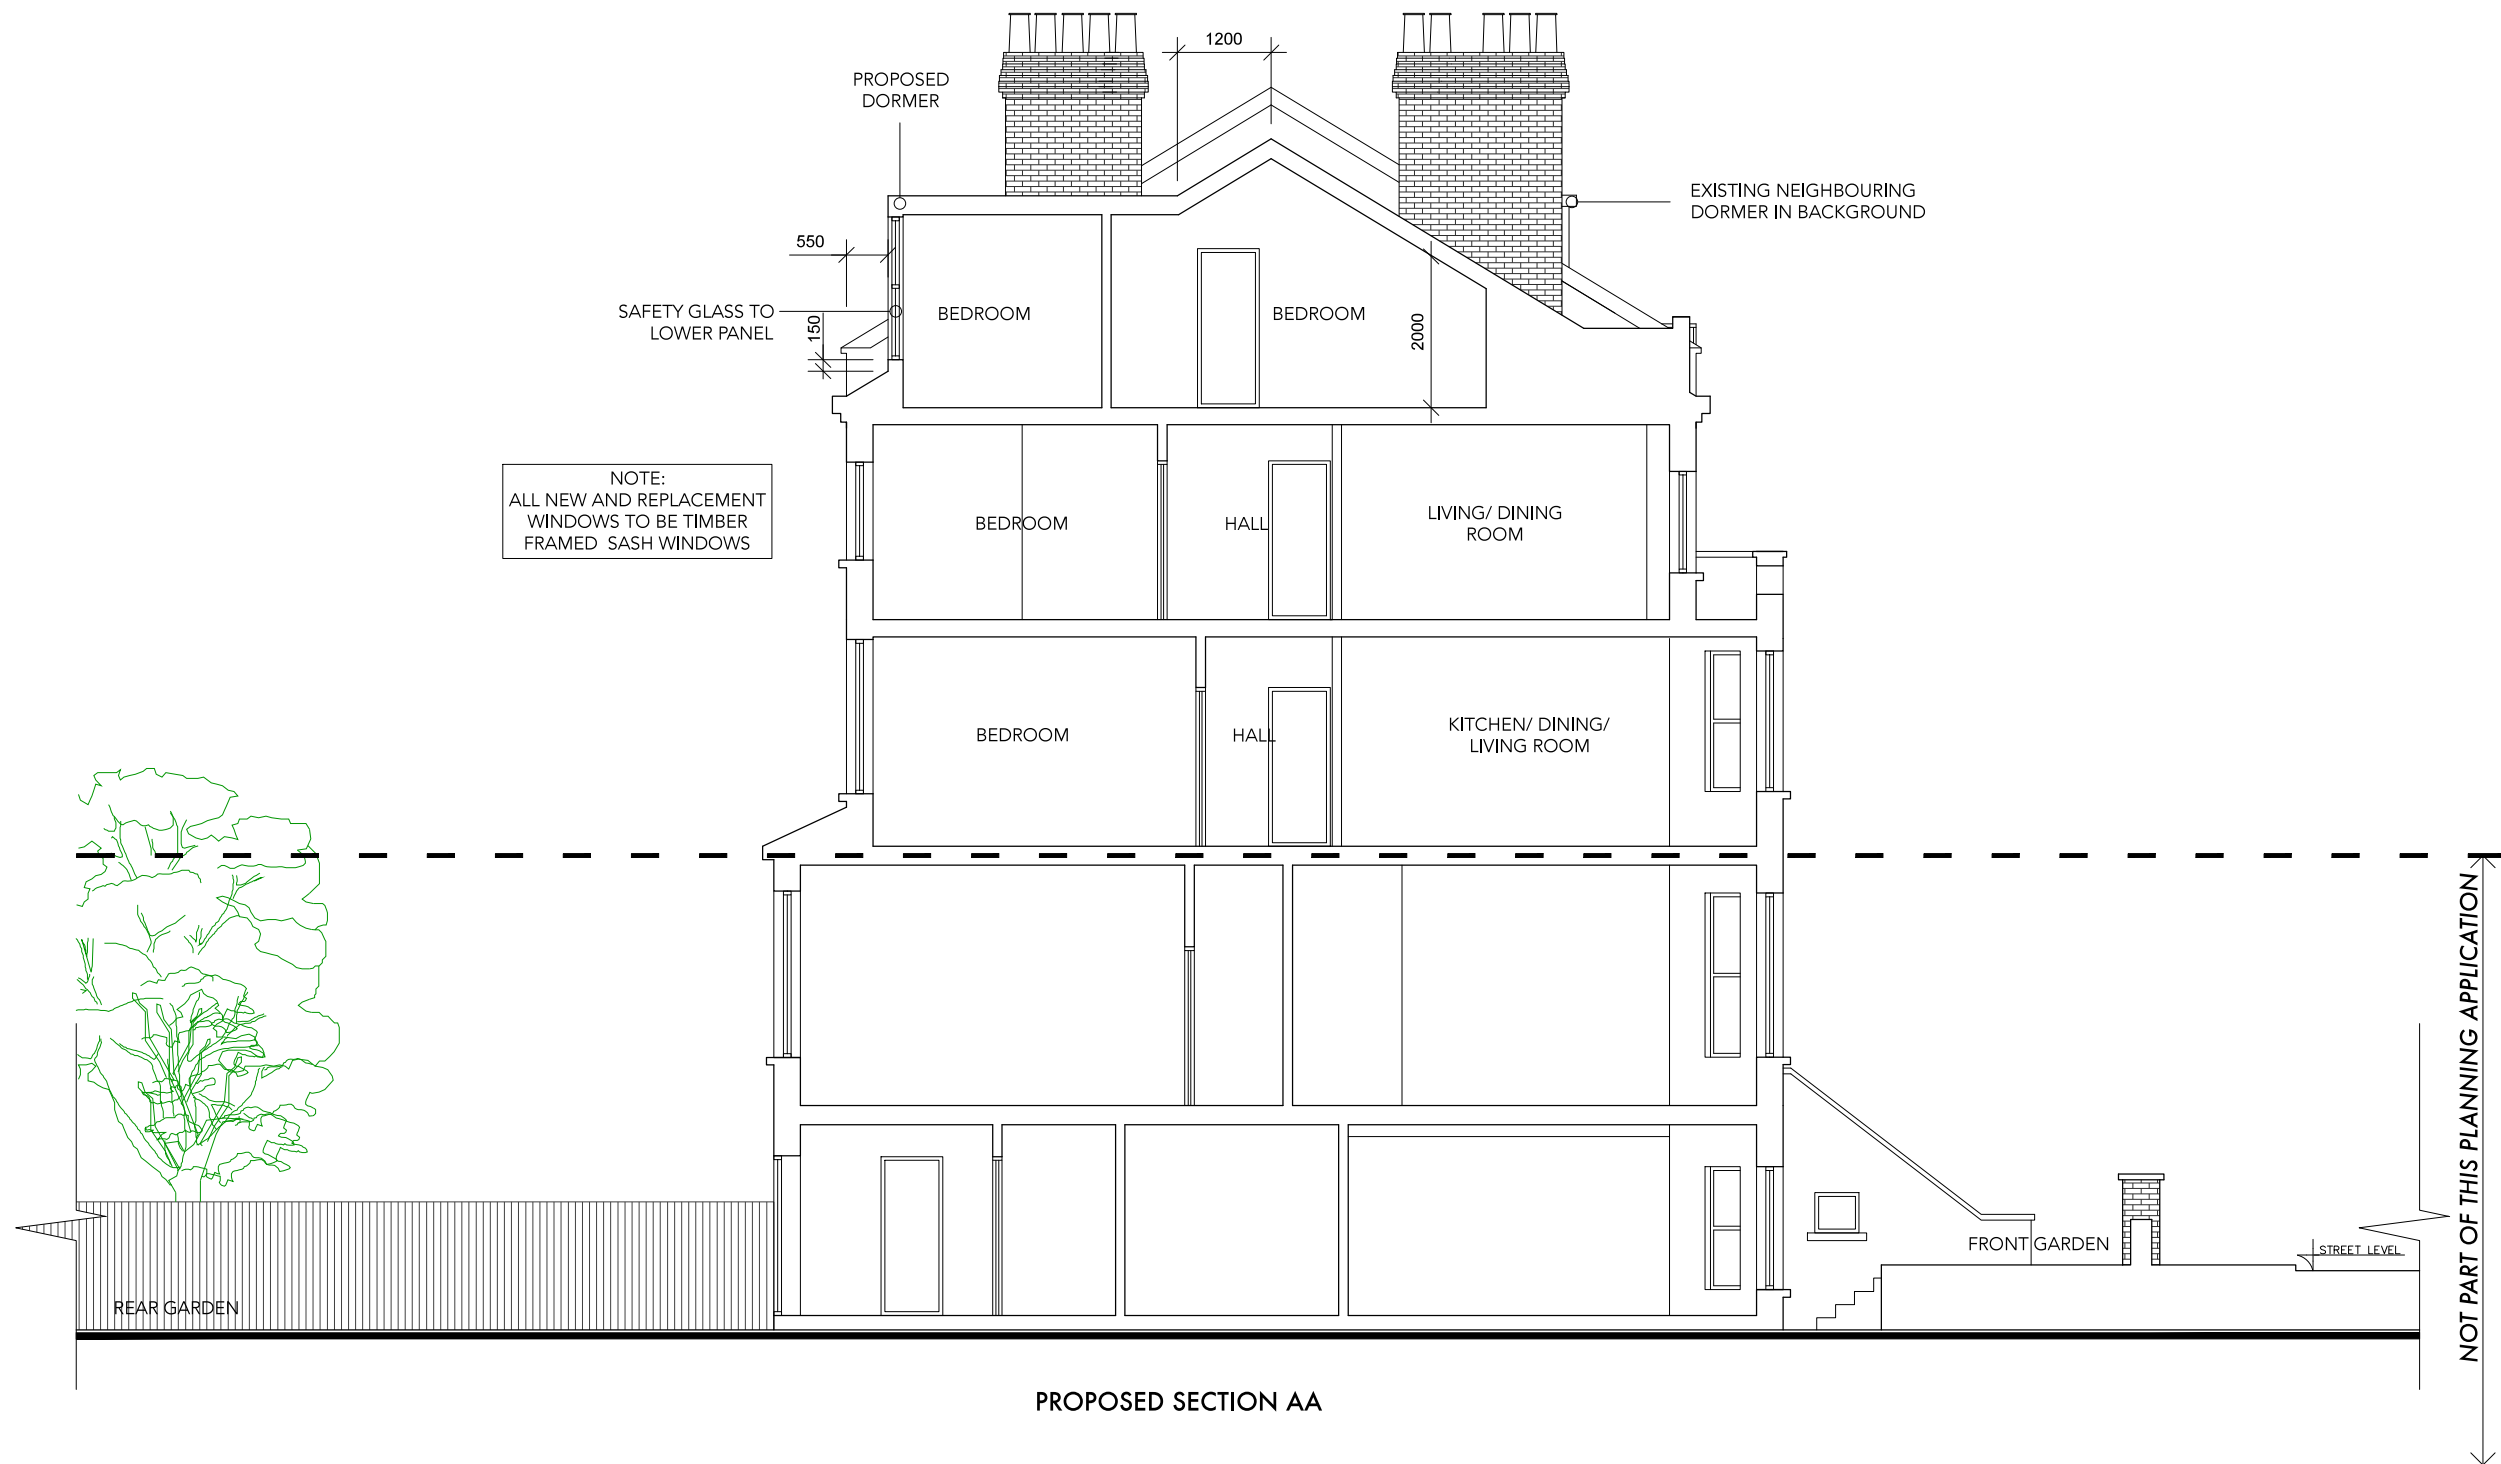 1200
PROPOSED
DORMER
EXISTING NEIGHBOURING
DORMER IN BACKGROUND
550
SAFETY GLASS TO
LOWER PANEL
150
BEDROOM
BEDROOM
2000
NOTE:
ALL NEW AND REPLACEMENT
WINDOWS TO BE TIMBER
FRAMED SASH WINDOWS
BEDROOM
HALL
LIVING/ DINING
ROOM
BEDROOM
HALL
KITCHEN/ DINING/
LIVING ROOM
NOT PART OF THIS PLANNING APPLICATION
FRONT GARDEN
STREET LEVEL
REAR GARDEN
PROPOSED SECTION AA